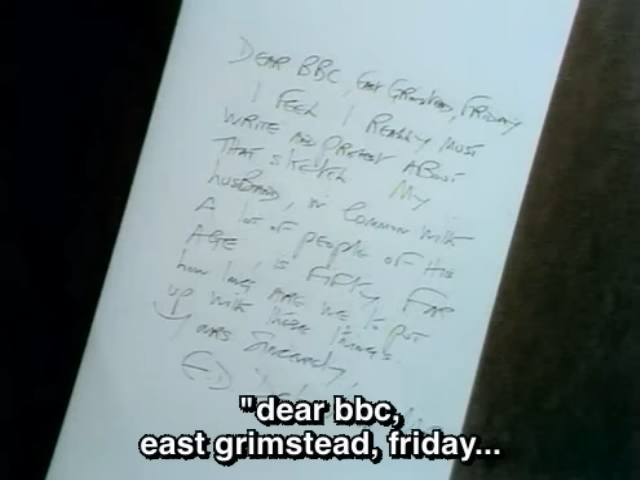 DEAR BBC, EAST GRIMSTEAD, FRIDAY
I FEEL I REALLY MUST
WRITE AND PROTEST ABOUT
THAT SKETCH MY
husband, in common with
A lot of people of his
AGE, is fifty. For
how long are we to put
up with these things.
yours sincerely,
"dear bbc,
east grimstead, friday...